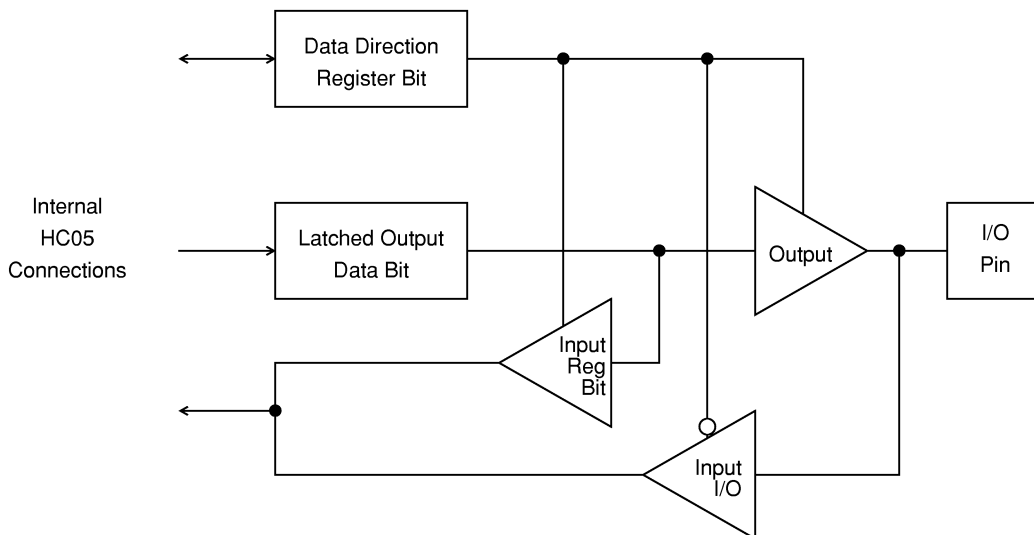 Data Direction
Register Bit
Internal
HC05
Connections
Latched Output
Data Bit
Output
I/O
Pin
Input
Reg
Bit
Input
I/O